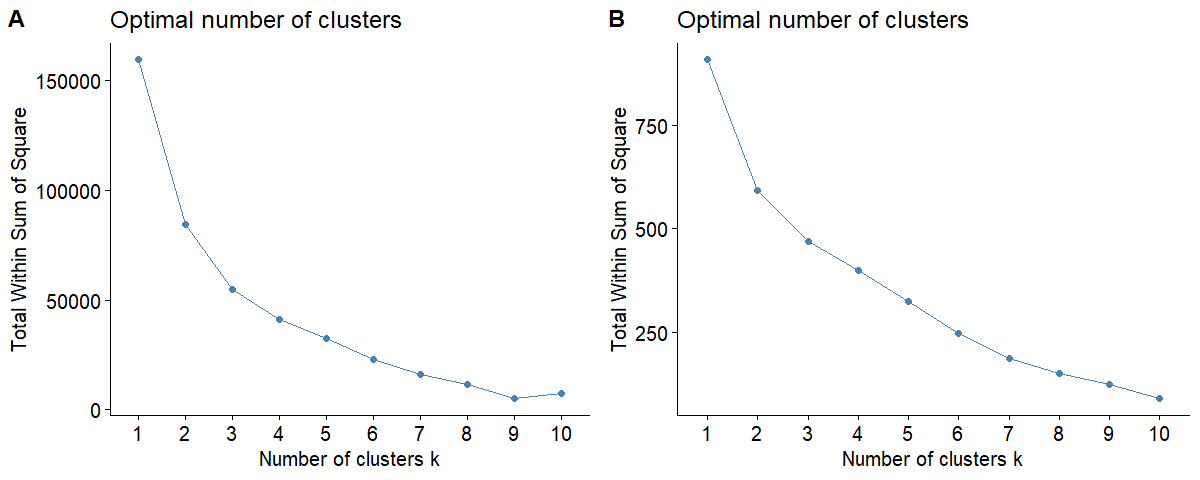 A
Optimal number of clusters
Total Within Sum of Square
150000
100000
50000
0
1 2 3 4 5 6 7 8 9 10
Number of clusters k
B
Optimal number of clusters
Total Within Sum of Square
750
500
250
1 2 3 4 5 6 7 8 9 10
Number of clusters k